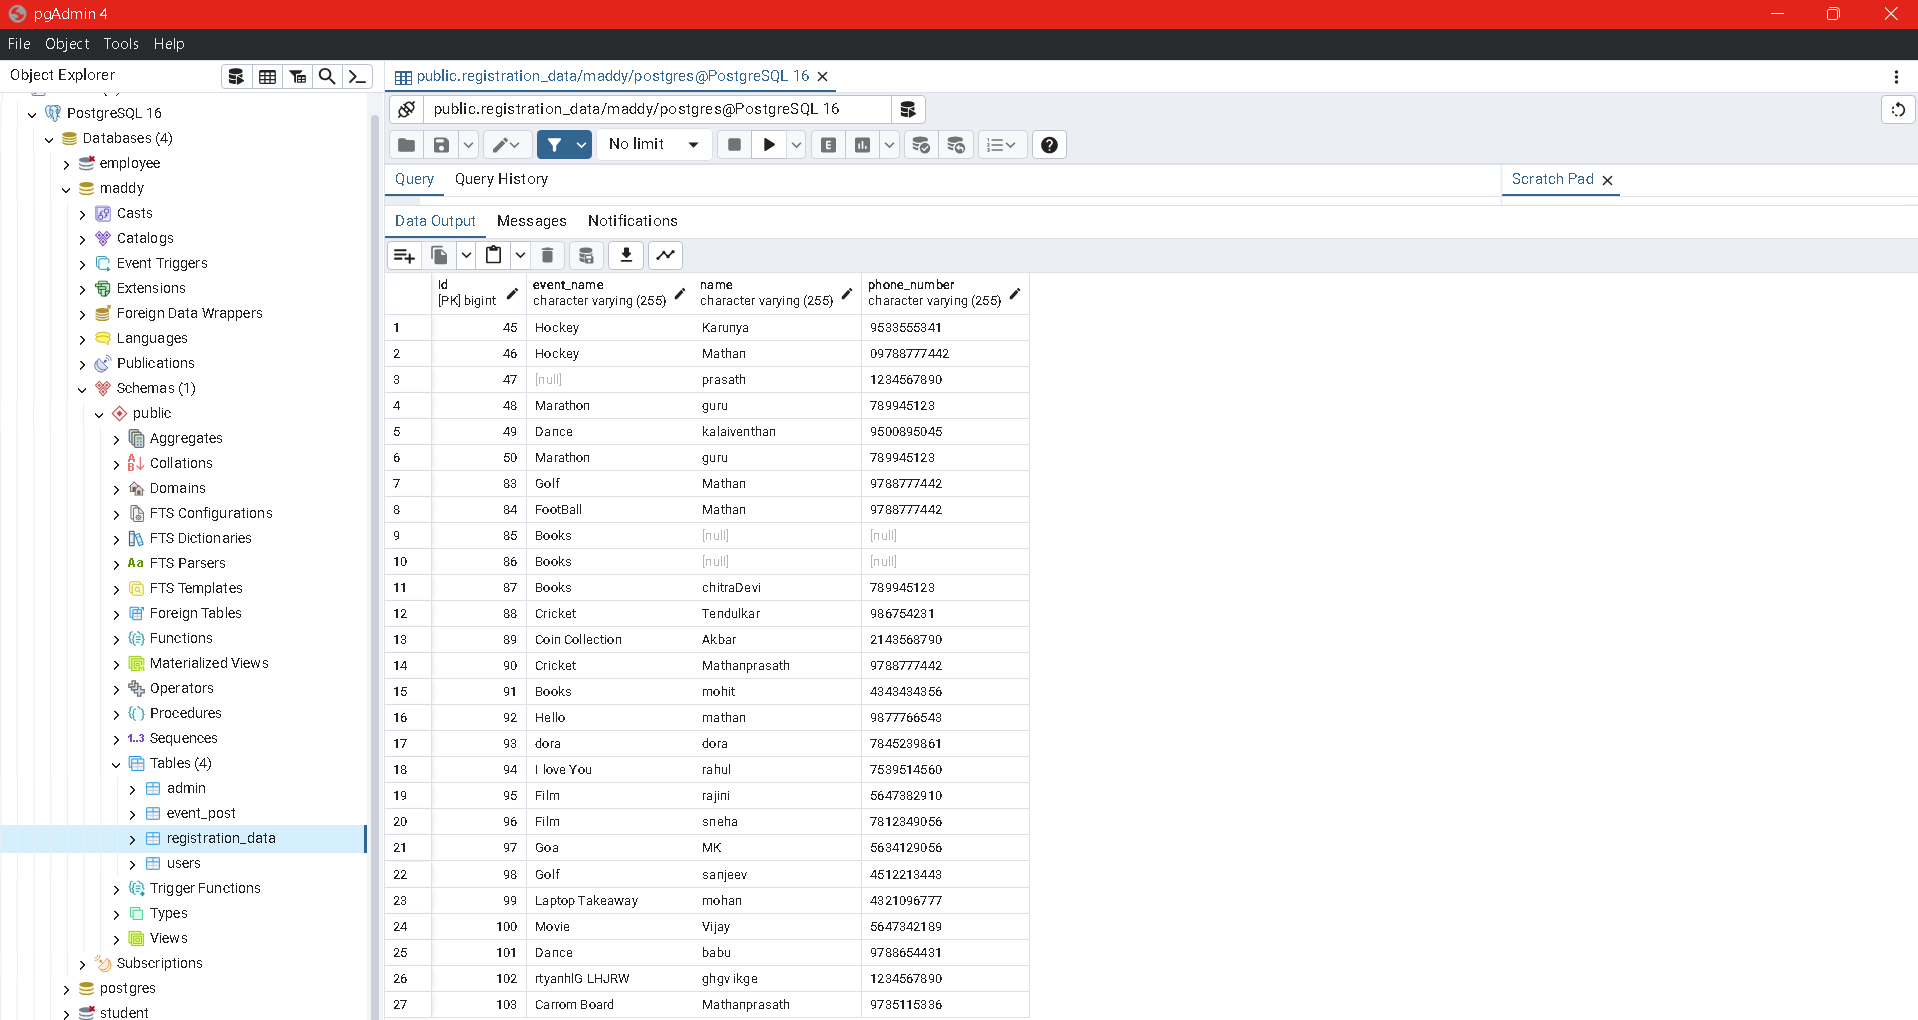 pgAdmin 4
File Object Tools Help
Object Explorer
PostgreSQL 16
Databases (4)
employee
maddy
Casts
Catalogs
Event Triggers
Extensions
Foreign Data Wrappers
Languages
Publications
Schemas (1)
public
Aggregates
Collations
Domains
FTS Configurations
FTS Dictionaries
Aa FTS Parsers
FTS Templates
Foreign Tables
Functions
Materialized Views
Operators
Procedures
1..3 Sequences
Tables (4)
admin
event_post
registration_data
users
Trigger Functions
Types
Views
Subscriptions
postgres
student
public.registration_data/maddy/postgres@PostgreSQL 16
public.registration_data/maddy/postgres@PostgreSQL 16
No limit
E
Query Query History
Scratch Pad
Data Output Messages Notifications
id event_name name phone_number
[PK] bigint character varying (255) character varying (255) character varying (255)
1 45 Hockey Karunya 9533555341
2 46 Hockey Mathan 09788777442
3 47 [null] prasath 1234567890
4 48 Marathon guru 789945123
5 49 Dance kalaiventhan 9500895045
6 50 Marathon guru 789945123
7 83 Golf Mathan 9788777442
8 84 FootBall Mathan 9788777442
9 85 Books [null] [null]
10 86 Books [null] [null]
11 87 Books chitraDevi 789945123
12 88 Cricket Tendulkar 986754231
13 89 Coin Collection Akbar 2143568790
14 90 Cricket Mathanprasath 9788777442
15 91 Books mohit 4343434356
16 92 Hello mathan 9877766543
17 93 dora dora 7845239861
18 94 I love You rahul 7539514560
19 95 Film rajini 5647382910
20 96 Film sneha 7812349056
21 97 Goa MK 5634129056
22 98 Golf sanjeev 4512213443
23 99 Laptop Takeaway mohan 4321096777
24 100 Movie Vijay 5647342189
25 101 Dance babu 9788654431
26 102 rtyanhlG LHJRW ghgv ikge 1234567890
27 103 Carrom Board Mathanprasath 9735115336